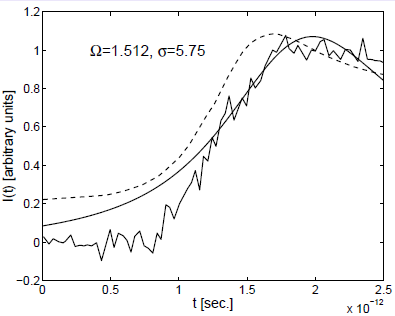 1.2
1
Ω=1.512, σ=5.75
0.8
0.6
0.4
0.2
0
−0.2
I(t) [arbitrary units]
0 0.5 1 1.5 2 2.5
t [sec.]
x 10⁻¹²